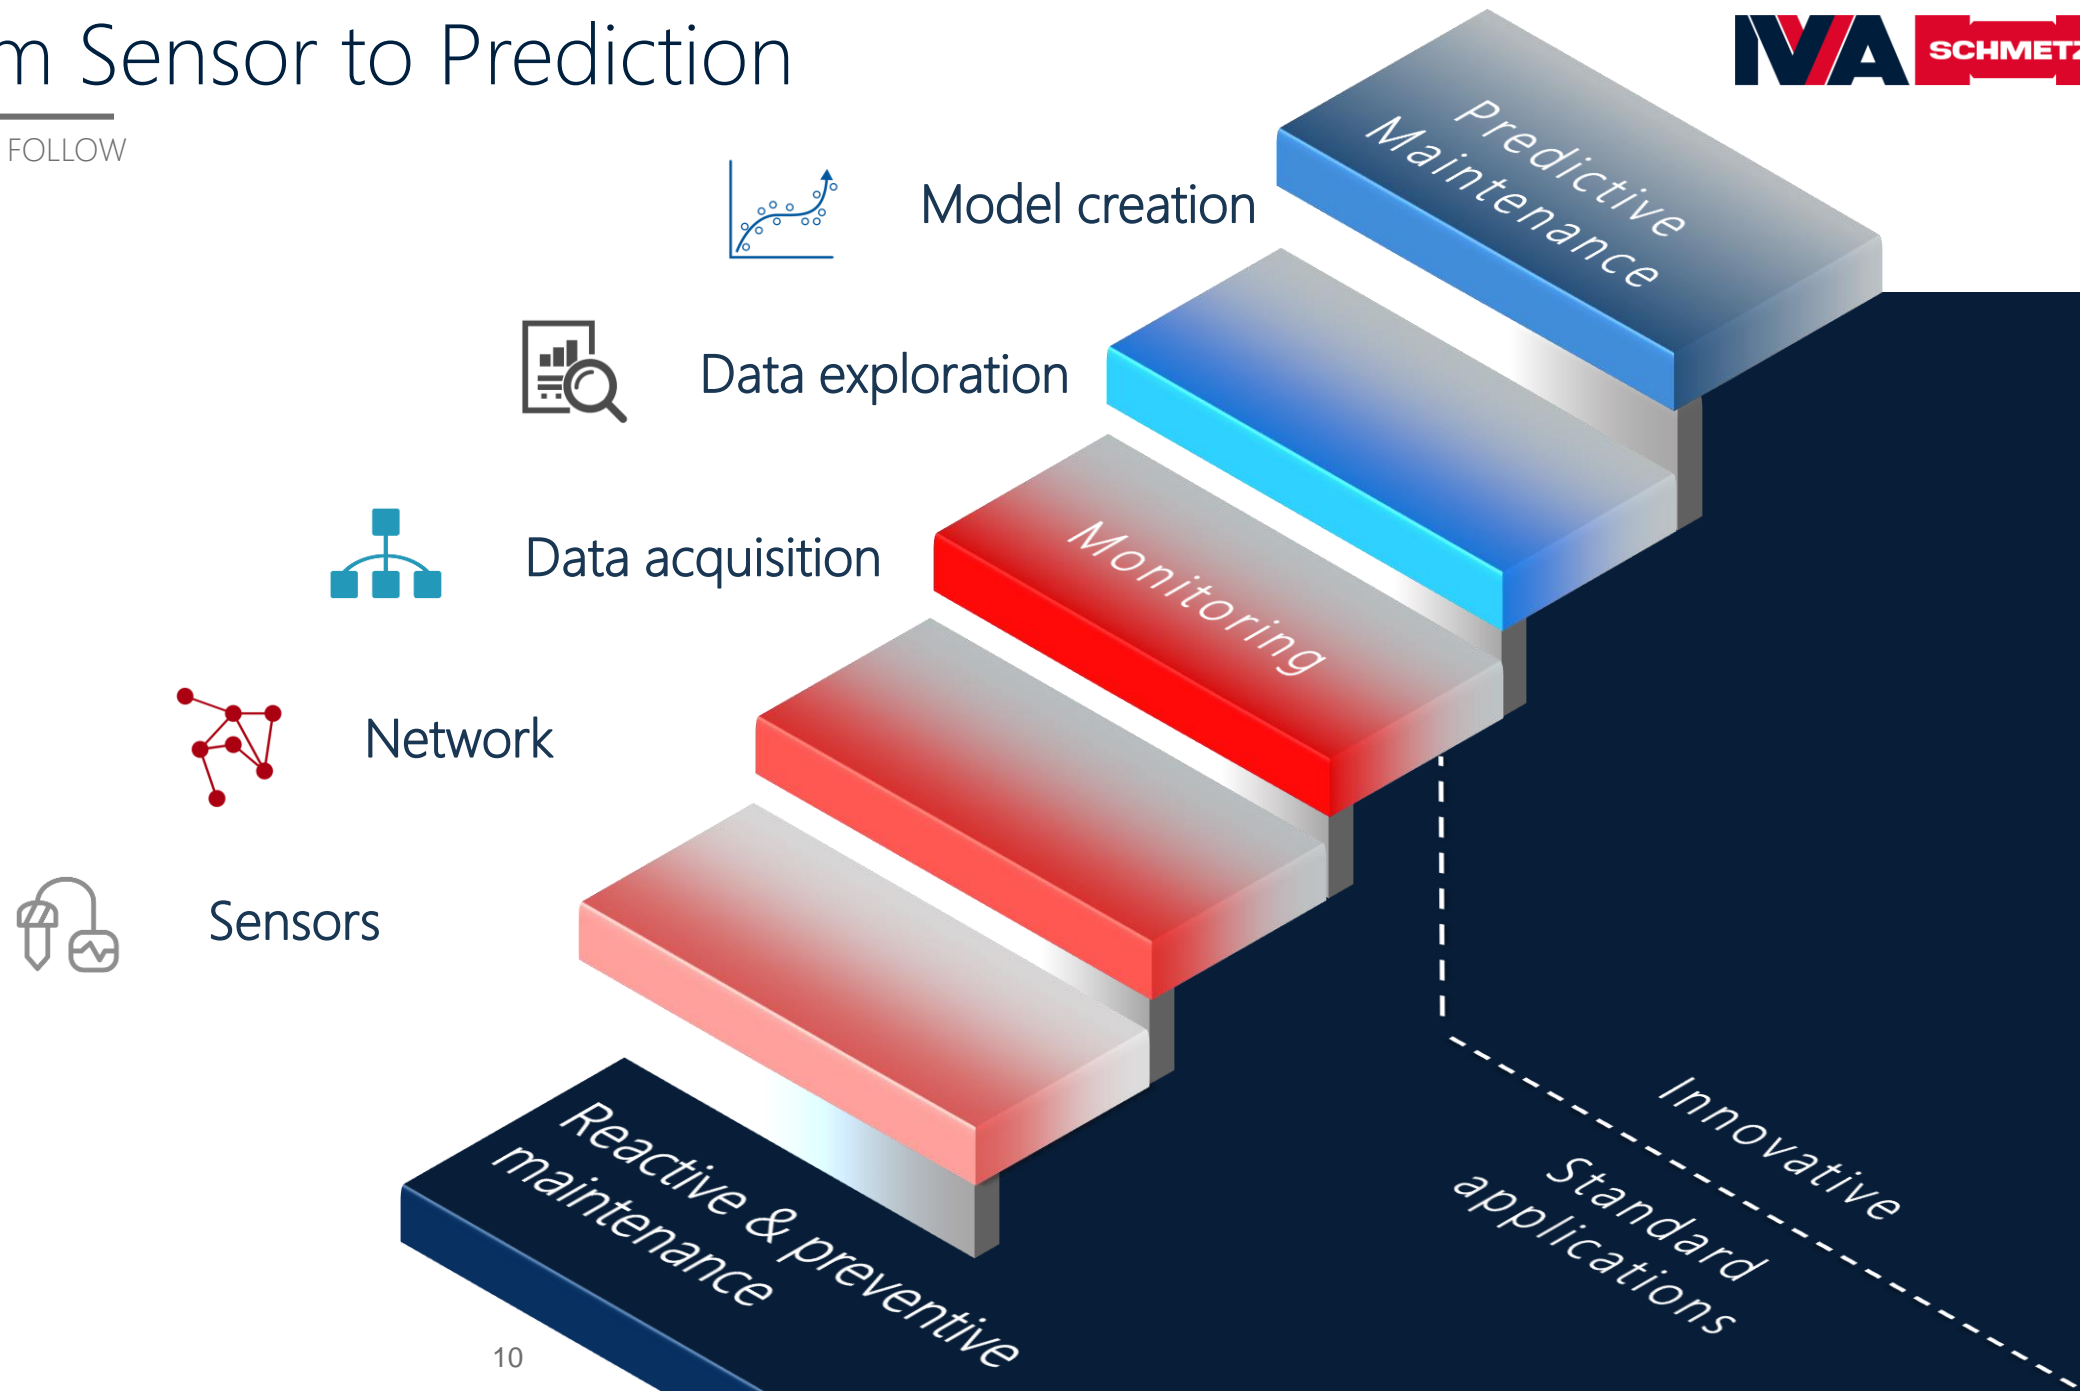 m Sensor to Prediction
IVA SCHMETZ
FOLLOW
Predictive
Maintenance
Model creation
Data exploration
Monitoring
Data acquisition
Network
Sensors
Reactive & preventive
maintenance
Innovative
Standard
applications
10